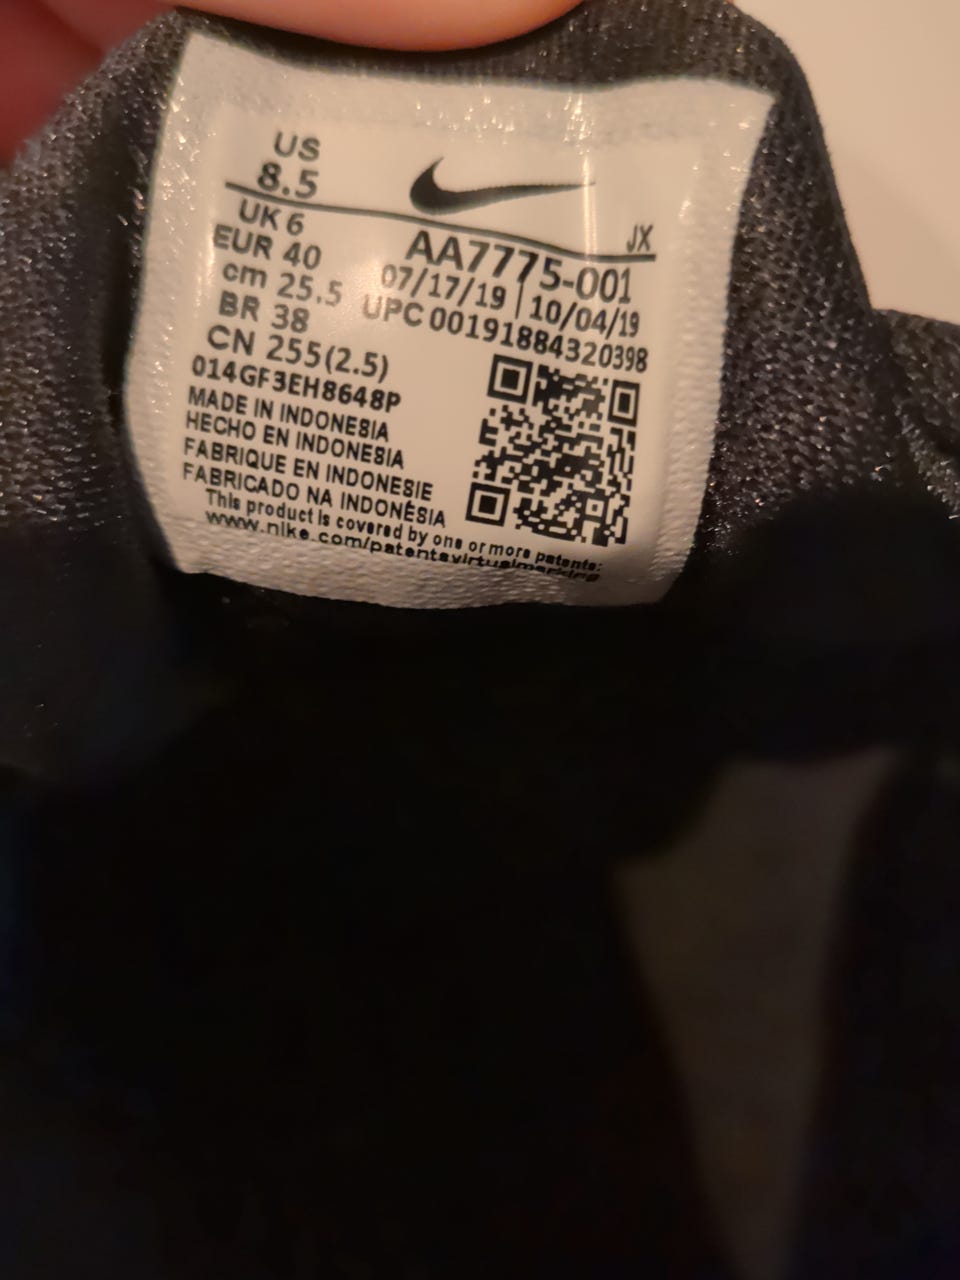 US
8.5
UK 6
EUR 40
cm 25.5
BR 38
CN 255(2.5)
JX
AA7775-001
07/17/19 | 10/04/19
UPC 00191884320398
014GF3EH8648P
MADE IN INDONESIA
HECHO EN INDONESIA
FABRIQUE EN INDONESIE
FABRICADO NA INDONÉSIA
This product is covered by one or more patents:
www.nike.com/patentsvirtualmarking